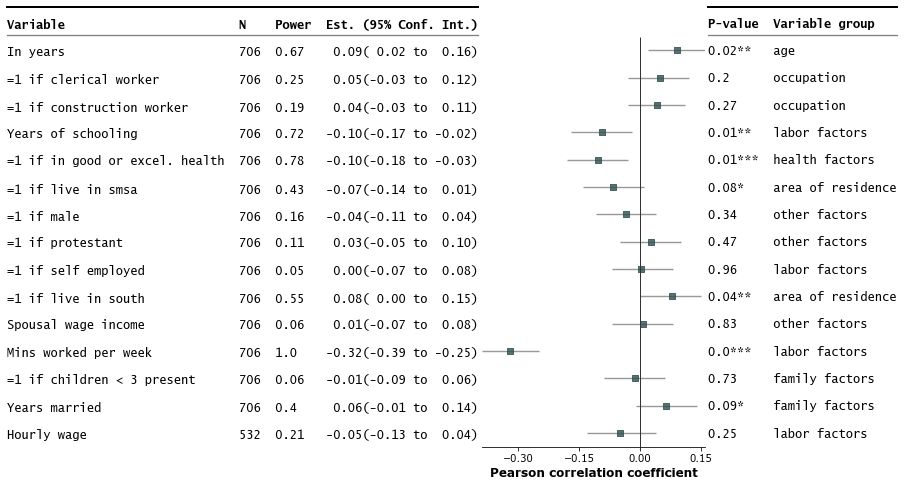 Variable N Power Est. (95% Conf. Int.) P-value Variable group
In years 706 0.67 0.09( 0.02 to 0.16) 0.02** age
=1 if clerical worker 706 0.25 0.05(-0.03 to 0.12) 0.2 occupation
=1 if construction worker 706 0.19 0.04(-0.03 to 0.11) 0.27 occupation
Years of schooling 706 0.72 -0.10(-0.17 to -0.02) 0.01** labor factors
=1 if in good or excel. health 706 0.78 -0.10(-0.18 to -0.03) 0.01*** health factors
=1 if live in smsa 706 0.43 -0.07(-0.14 to 0.01) 0.08* area of residence
=1 if male 706 0.16 -0.04(-0.11 to 0.04) 0.34 other factors
=1 if protestant 706 0.11 0.03(-0.05 to 0.10) 0.47 other factors
=1 if self employed 706 0.05 0.00(-0.07 to 0.08) 0.96 labor factors
=1 if live in south 706 0.55 0.08( 0.00 to 0.15) 0.04** area of residence
Spousal wage income 706 0.06 0.01(-0.07 to 0.08) 0.83 other factors
Mins worked per week 706 1.0 -0.32(-0.39 to -0.25) 0.0*** labor factors
=1 if children < 3 present 706 0.06 -0.01(-0.09 to 0.06) 0.73 family factors
Years married 706 0.4 0.06(-0.01 to 0.14) 0.09* family factors
Hourly wage 532 0.21 -0.05(-0.13 to 0.04) 0.25 labor factors
−0.30 −0.15 0.00 0.15
Pearson correlation coefficient